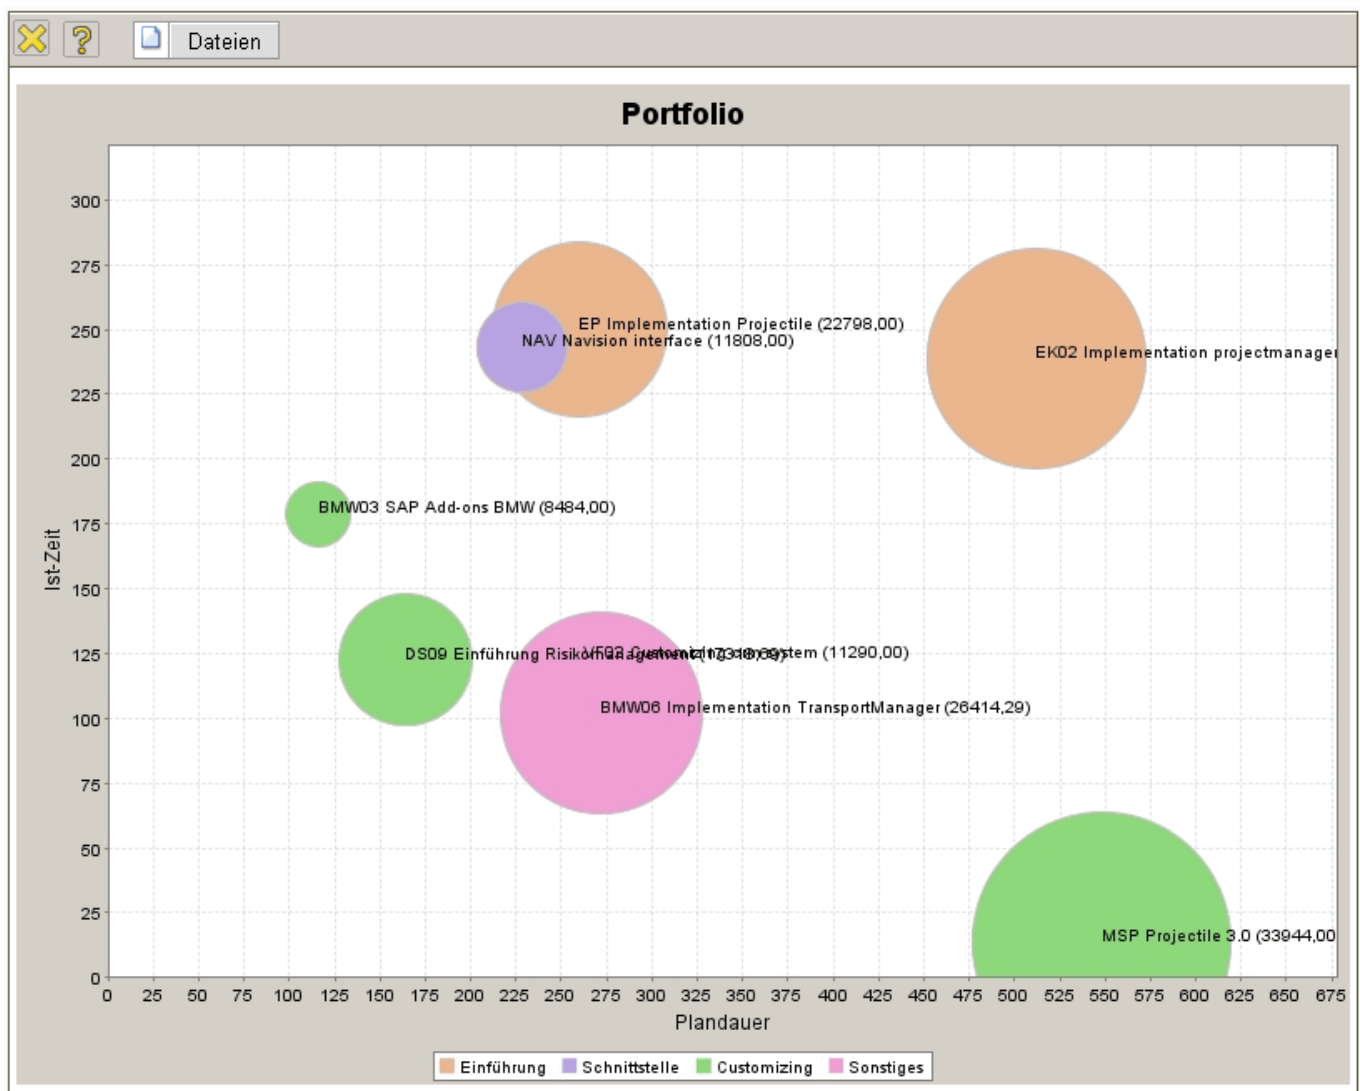 Dateien
Portfolio
300
275
250
225
200
175
150
125
100
75
50
25
0
Ist-Zeit
EP Implementation Projectile (22798,00)
NAV Navision interface (11808,00)
EK02 Implementation projectmanager
BMW03 SAP Add-ons BMW (8484,00)
DS09 Einführung Risikomanagement
VF02 Customizing crm-system (11290,00)
BMW06 Implementation TransportManager (26414,29)
MSP Projectile 3.0 (33944,00
0 25 50 75 100 125 150 175 200 225 250 275 300 325 350 375 400 425 450 475 500 525 550 575 600 625 650 675
Plandauer
Einführung Schnittstelle Customizing Sonstiges